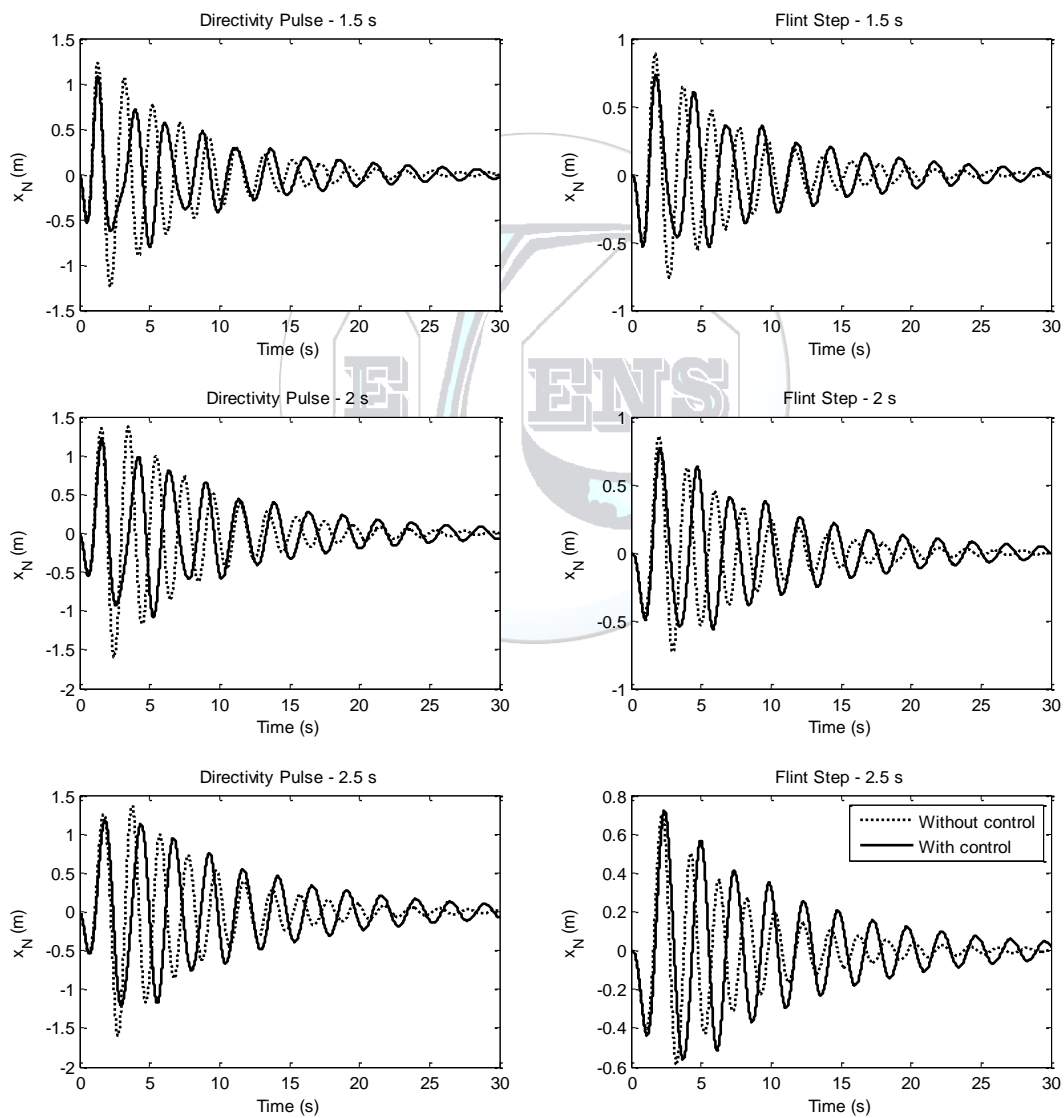 Directivity Pulse - 1.5 s
1.5
1
0.5
0
-0.5
-1
-1.5
x_N (m)
0 5 10 15 20 25 30
Time (s)
Flint Step - 1.5 s
1
0.5
0
-0.5
-1
x_N (m)
0 5 10 15 20 25 30
Time (s)
E ENS
Directivity Pulse - 2 s
1.5
1
0.5
0
-0.5
-1
-1.5
-2
x_N (m)
0 5 10 15 20 25 30
Time (s)
Flint Step - 2 s
1
0.5
0
-0.5
-1
x_N (m)
0 5 10 15 20 25 30
Time (s)
Directivity Pulse - 2.5 s
1.5
1
0.5
0
-0.5
-1
-1.5
-2
x_N (m)
0 5 10 15 20 25 30
Time (s)
Flint Step - 2.5 s
0.8
0.6
0.4
0.2
0
-0.2
-0.4
-0.6
x_N (m)
0 5 10 15 20 25 30
Time (s)
Without control
With control